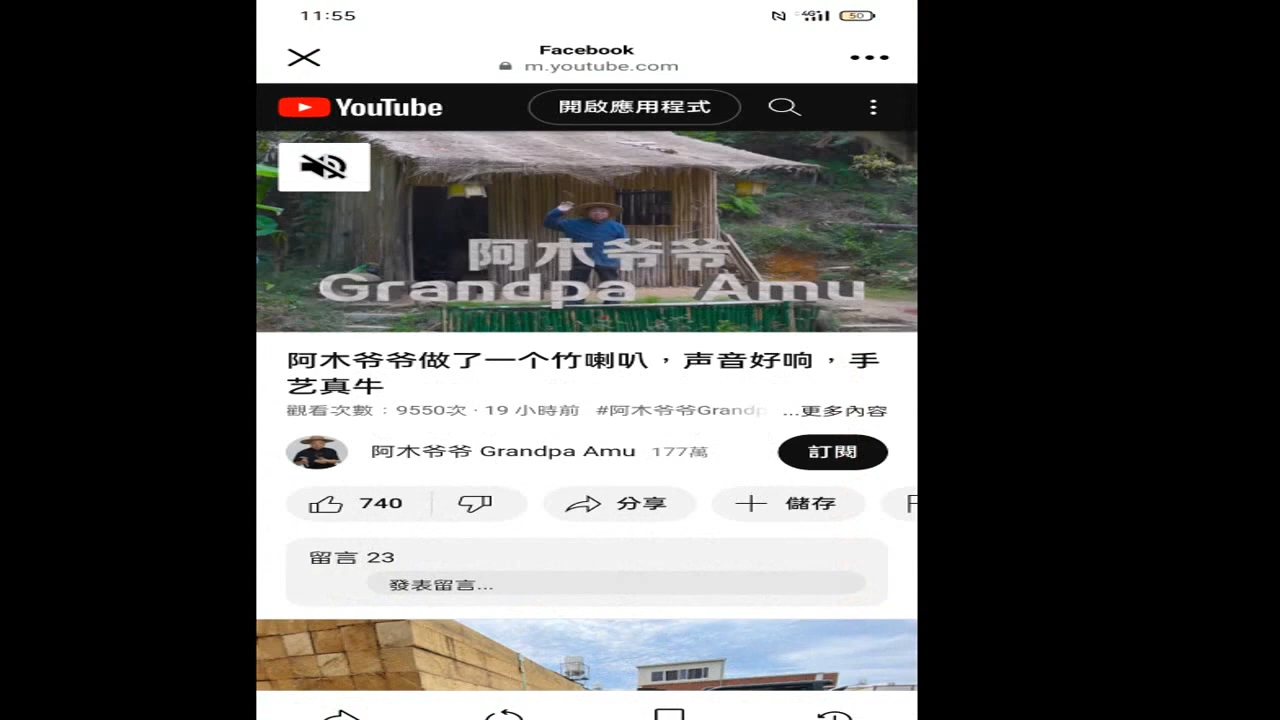 11:55
4G 50
Facebook
m.youtube.com
YouTube 開啟應用程式
阿木爷爷
Grandpa Amu
阿木爷爷做了一个竹喇叭，声音好响，手
艺真牛
觀看次數：9550次 · 19 小時前 #阿木爷爷Grandp ...更多內容
阿木爷爷 Grandpa Amu 177萬 訂閱
740 分享 儲存
留言 23
發表留言...